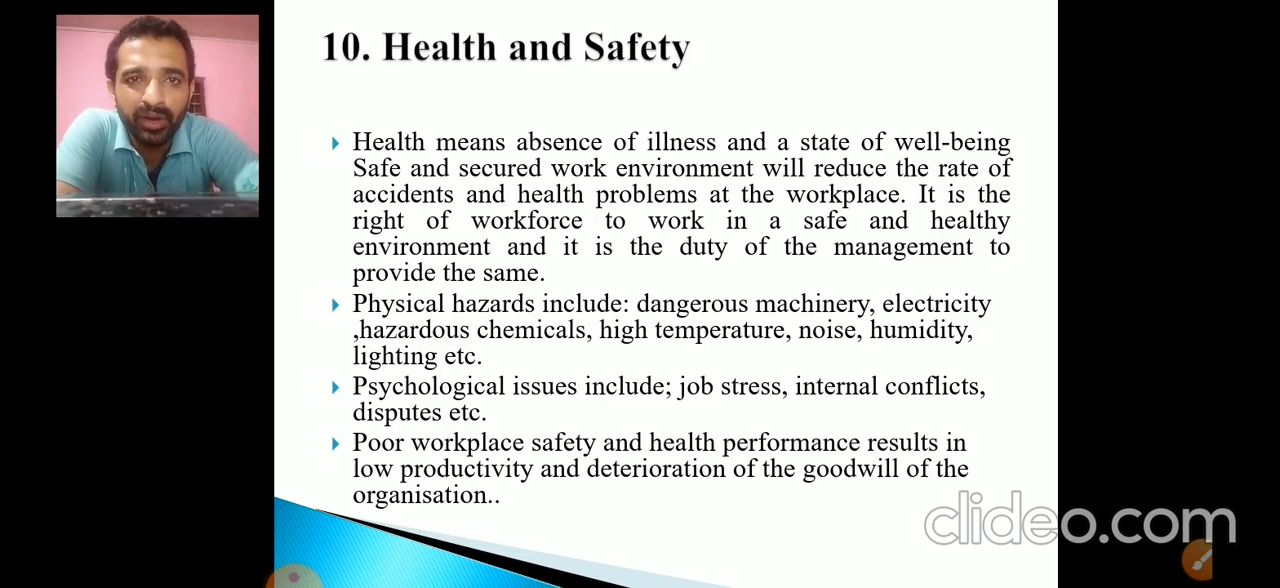 10. Health and Safety
Health means absence of illness and a state of well-being
Safe and secured work environment will reduce the rate of
accidents and health problems at the workplace. It is the
right of workforce to work in a safe and healthy
environment and it is the duty of the management to
provide the same.
Physical hazards include: dangerous machinery, electricity
,hazardous chemicals, high temperature, noise, humidity,
lighting etc.
Psychological issues include; job stress, internal conflicts,
disputes etc.
Poor workplace safety and health performance results in
low productivity and deterioration of the goodwill of the
organisation..
clideo.com